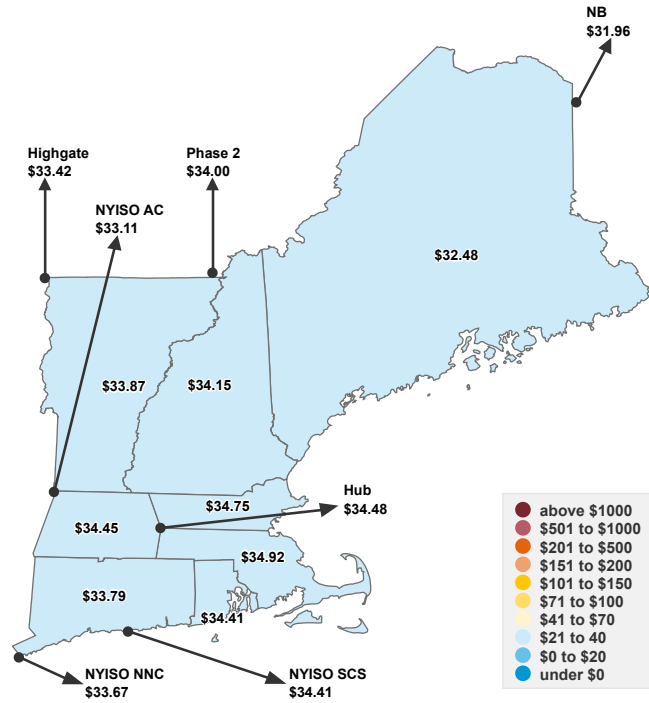 NB
$31.96
Highgate
$33.42
Phase 2
$34.00
NYISO AC
$33.11
$32.48
$33.87
$34.15
Hub
$34.48
$34.75
$34.45
$34.92
$33.79
$34.41
NYISO NNC
$33.67
NYISO SCS
$34.41
above $1000
$501 to $1000
$201 to $500
$151 to $200
$101 to $150
$71 to $100
$41 to $70
$21 to 40
$0 to $20
under $0